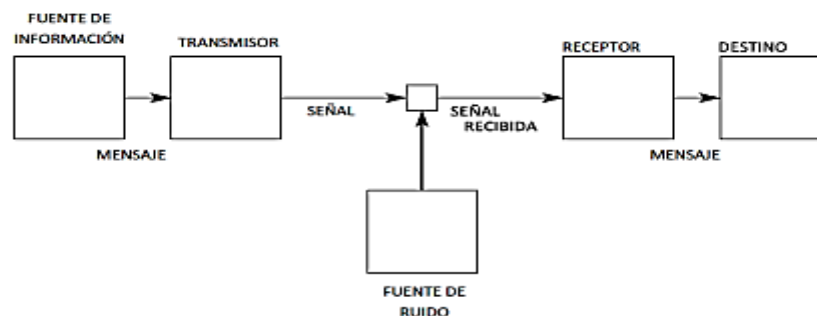 FUENTE DE
INFORMACIÓN
TRANSMISOR
RECEPTOR
DESTINO
SEÑAL
SEÑAL
RECIBIDA
MENSAJE
MENSAJE
FUENTE DE
RUIDO